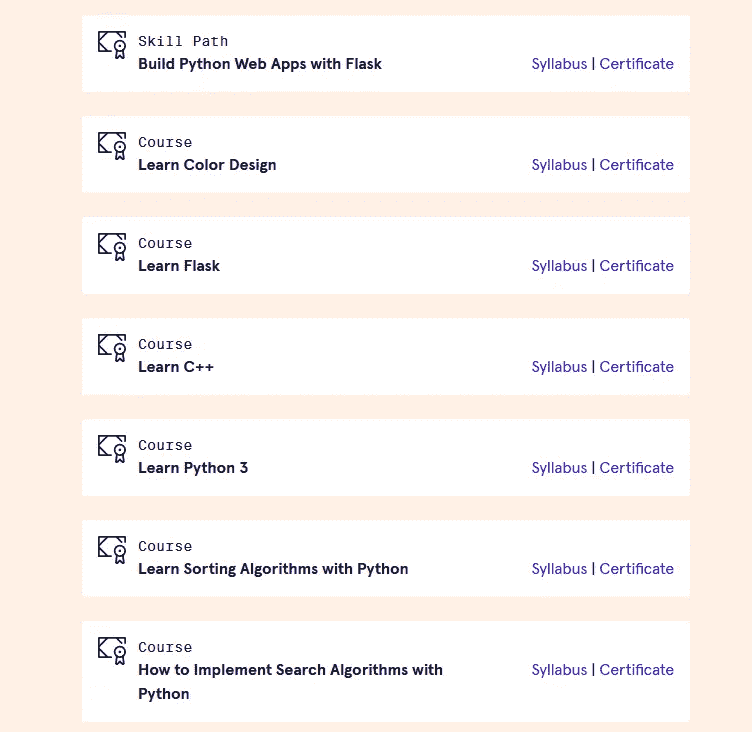 Skill Path
Build Python Web Apps with Flask
Syllabus | Certificate
Course
Learn Color Design
Syllabus | Certificate
Course
Learn Flask
Syllabus | Certificate
Course
Learn C++
Syllabus | Certificate
Course
Learn Python 3
Syllabus | Certificate
Course
Learn Sorting Algorithms with Python
Syllabus | Certificate
Course
How to Implement Search Algorithms with
Python
Syllabus | Certificate